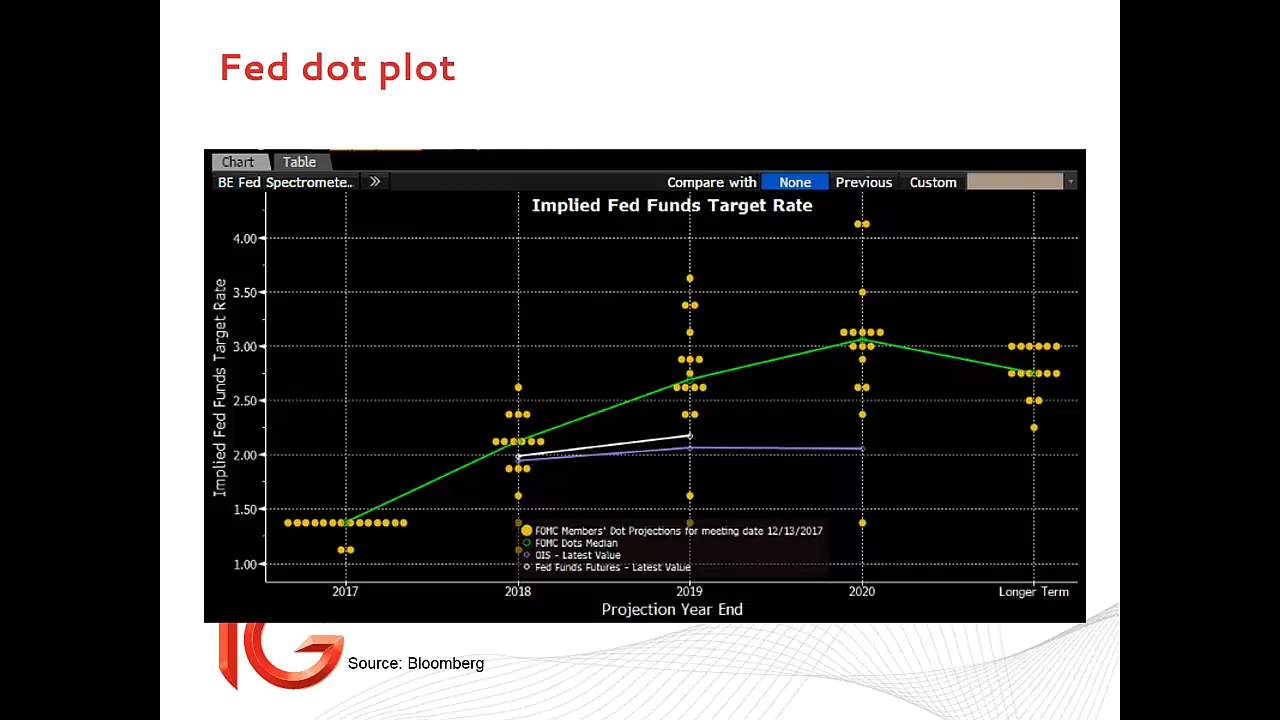 Fed dot plot
Chart Table
BE Fed Spectromete.. » Compare with None Previous Custom
Implied Fed Funds Target Rate
Implied Fed Funds Target Rate
4.00
3.50
3.00
2.50
2.00
1.50
1.00
FOMC Members' Dot Projections for meeting date 12/13/2017
FOMC Dots Median
OIS - Latest Value
Fed Funds Futures - Latest Value
2017 2018 2019 2020 Longer Term
Projection Year End
IG
Source: Bloomberg